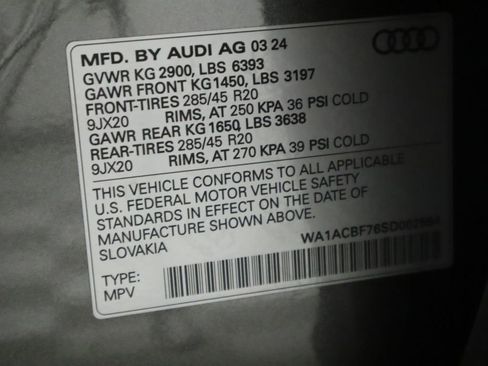 MFD. BY AUDI AG 03 24
GVWR KG 2900, LBS 6393
GAWR FRONT KG 1450, LBS 3197
FRONT-TIRES 285/45 R20
9JX20 RIMS, AT 250 KPA 36 PSI COLD
GAWR REAR KG 1650, LBS 3638
REAR-TIRES 285/45 R20
9JX20 RIMS, AT 270 KPA 39 PSI COLD
THIS VEHICLE CONFORMS TO ALL APPLICABLE
U.S. FEDERAL MOTOR VEHICLE SAFETY
STANDARDS IN EFFECT ON THE DATE OF
MANUFACTURE SHOWN ABOVE.
SLOVAKIA
TYPE:
MPV